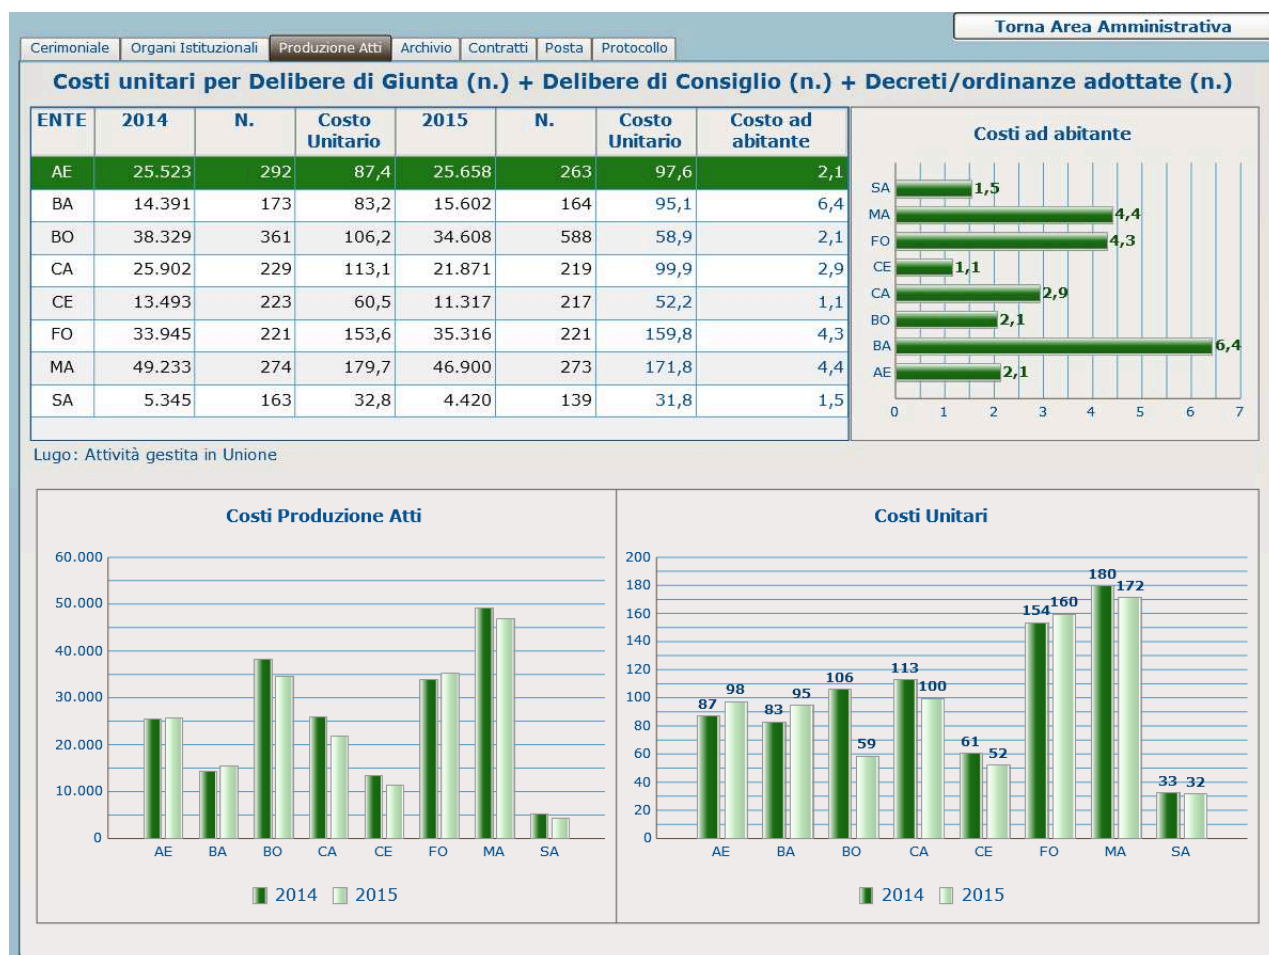 Torna Area Amministrativa
Cerimoniale Organi Istituzionali Produzione Atti Archivio Contratti Posta Protocollo
Costi unitari per Delibere di Giunta (n.) + Delibere di Consiglio (n.) + Decreti/ordinanze adottate (n.)
ENTE 2014 N. Costo Unitario 2015 N. Costo Unitario Costo ad abitante
AE 25.523 292 87,4 25.658 263 97,6 2,1
BA 14.391 173 83,2 15.602 164 95,1 6,4
BO 38.329 361 106,2 34.608 588 58,9 2,1
CA 25.902 229 113,1 21.871 219 99,9 2,9
CE 13.493 223 60,5 11.317 217 52,2 1,1
FO 33.945 221 153,6 35.316 221 159,8 4,3
MA 49.233 274 179,7 46.900 273 171,8 4,4
SA 5.345 163 32,8 4.420 139 31,8 1,5
Costi ad abitante
SA 1,5
MA 4,4
FO 4,3
CE 1,1
CA 2,9
BO 2,1
BA 6,4
AE 2,1
0 1 2 3 4 5 6 7
Lugo: Attività gestita in Unione
Costi Produzione Atti
60.000
50.000
40.000
30.000
20.000
10.000
0
AE BA BO CA CE FO MA SA
2014 2015
Costi Unitari
200
180
160
140
120
100
80
60
40
20
0
87 98 83 95 106 59 113 100 61 52 154 160 180 172 33 32
AE BA BO CA CE FO MA SA
2014 2015